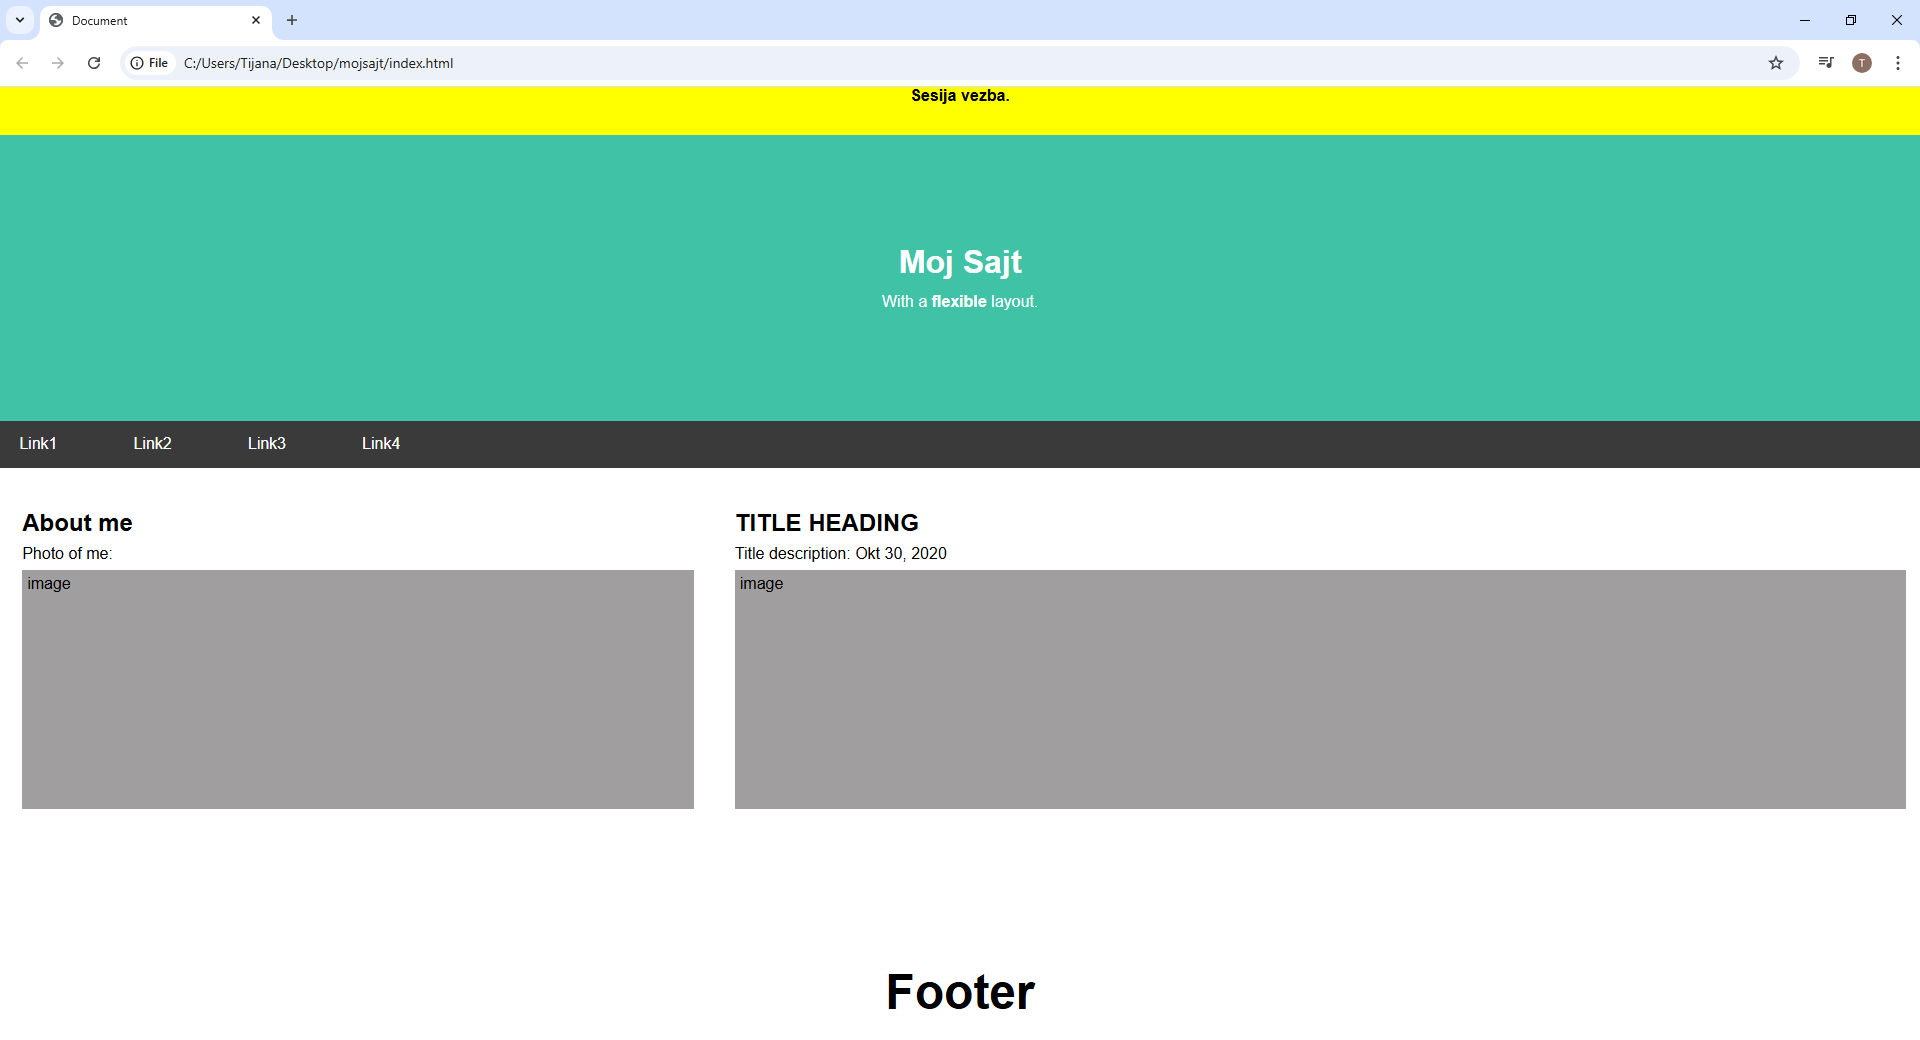 Document
File
C:/Users/Tijana/Desktop/mojsajt/index.html
T
Sesija vezba.
Moj Sajt
With a flexible layout.
Link1 Link2 Link3 Link4
About me
Photo of me:
image
TITLE HEADING
Title description: Okt 30, 2020
image
Footer